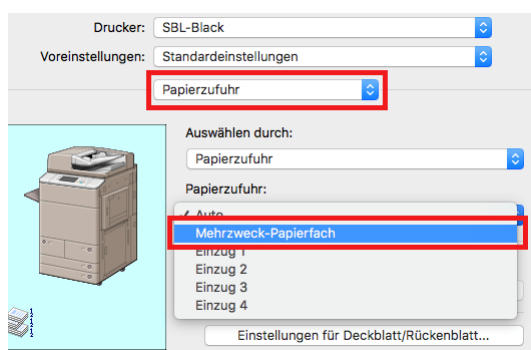 Drucker: SBL-Black
Voreinstellungen: Standardeinstellungen
Papierzufuhr
Auswählen durch:
Papierzufuhr
Papierzufuhr:
✓ Auto
Mehrzweck-Papierfach
Einzug 1
Einzug 2
Einzug 3
Einzug 4
Einstellungen für Deckblatt/Rückenblatt...